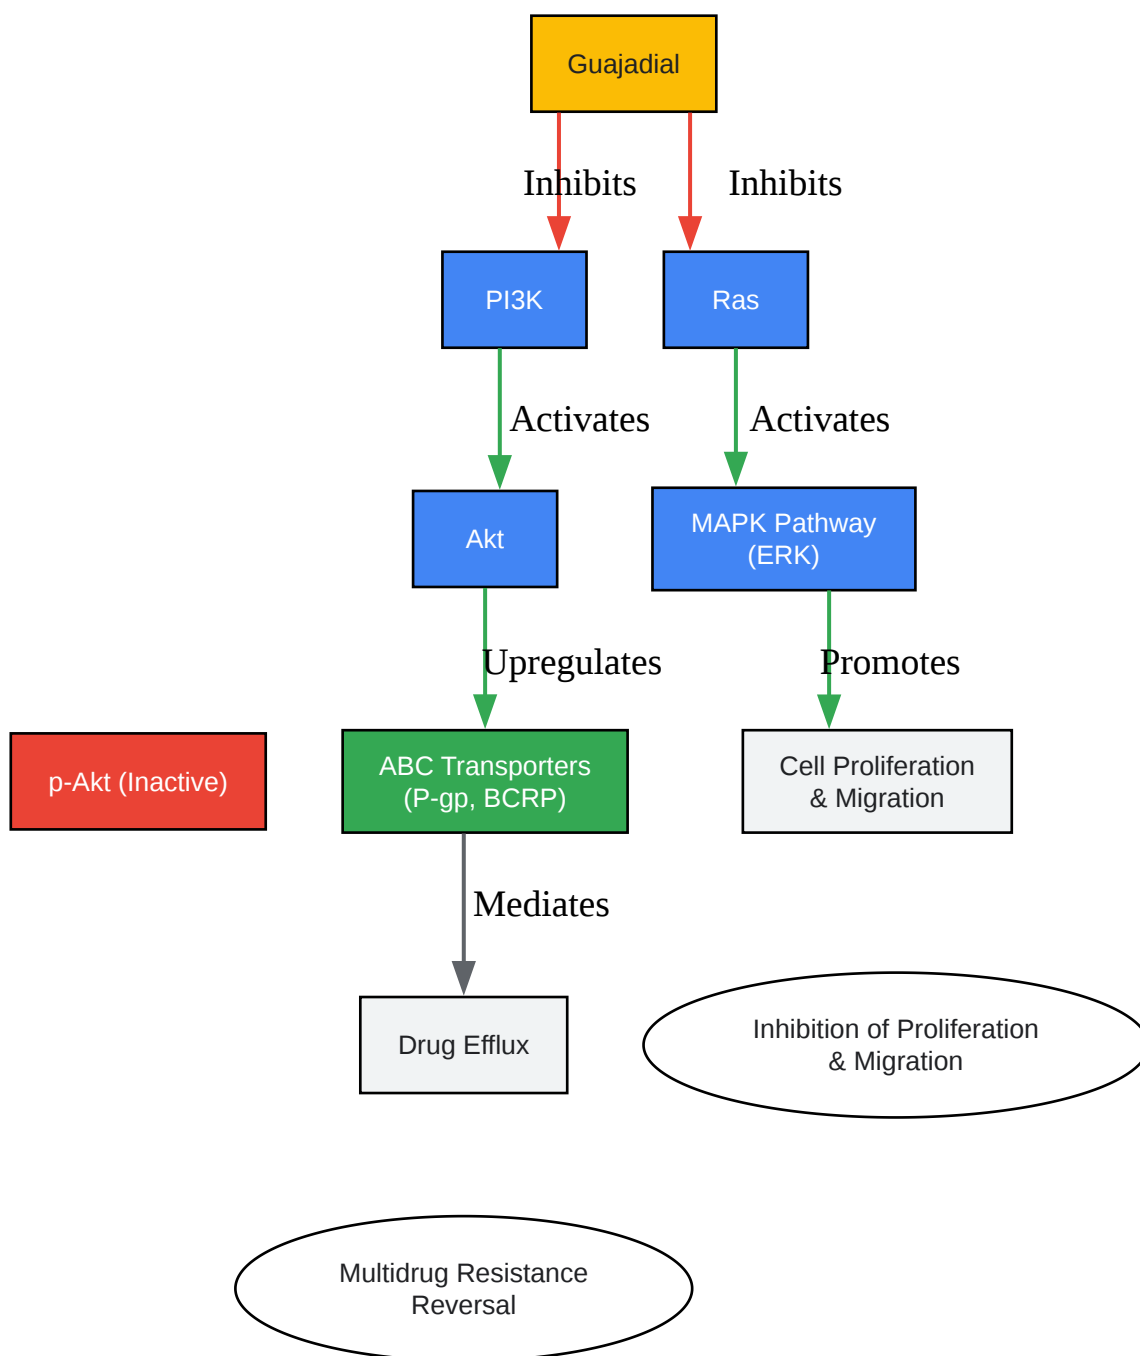 Guajadial
Inhibits
Inhibits
PI3K
Ras
Activates
Activates
Akt
MAPK Pathway
(ERK)
Upregulates
Promotes
p-Akt (Inactive)
ABC Transporters
(P-gp, BCRP)
Cell Proliferation
& Migration
Mediates
Drug Efflux
Inhibition of Proliferation
& Migration
Multidrug Resistance
Reversal